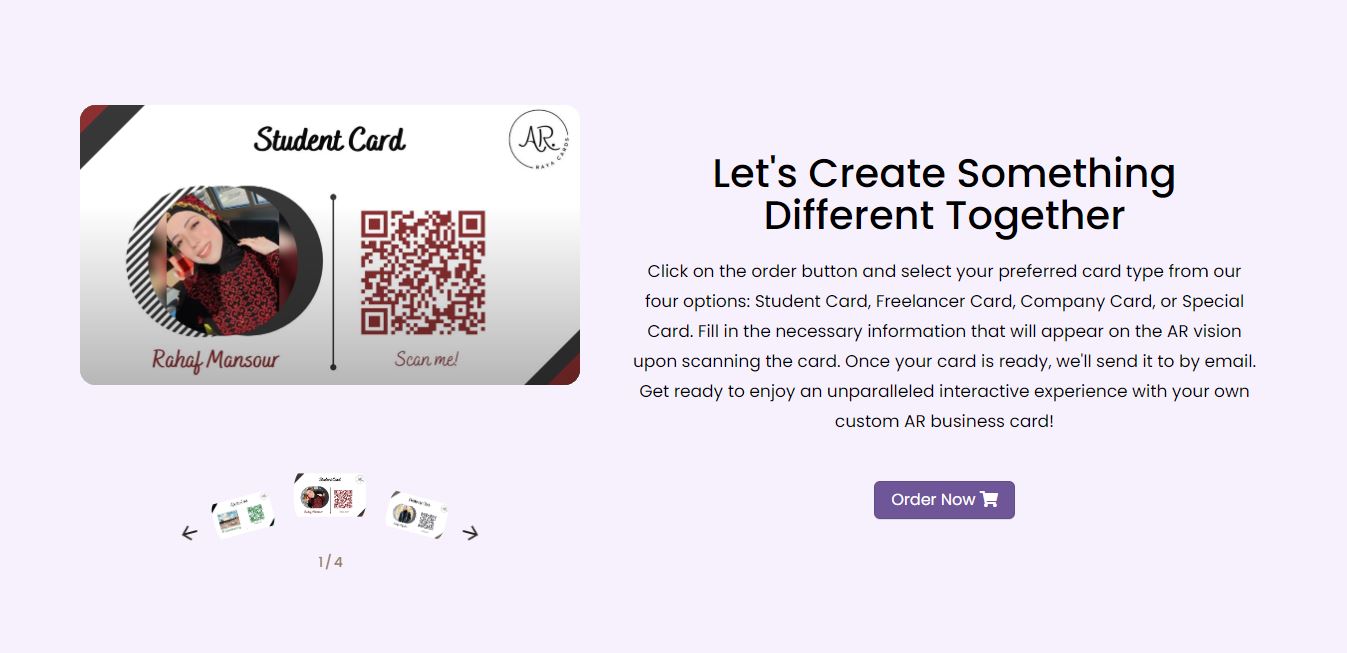 Student Card
AR.
RAYA CARDS
Rahaf Mansour
Scan me!
Let's Create Something
Different Together
Click on the order button and select your preferred card type from our
four options: Student Card, Freelancer Card, Company Card, or Special
Card. Fill in the necessary information that will appear on the AR vision
upon scanning the card. Once your card is ready, we'll send it to by email.
Get ready to enjoy an unparalleled interactive experience with your own
custom AR business card!
Order Now
Student Card
1 / 4